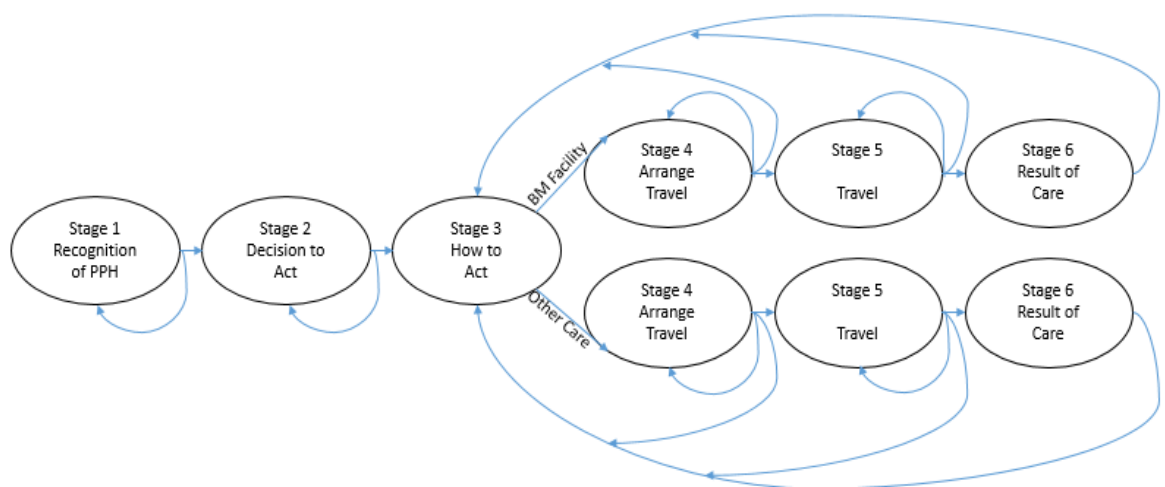 Stage 1
Recognition
of PPH
Stage 2
Decision to
Act
Stage 3
How to
Act
BM Facility
Stage 4
Arrange
Travel
Stage 5
Travel
Stage 6
Result of
Care
Other Care
Stage 4
Arrange
Travel
Stage 5
Travel
Stage 6
Result of
Care